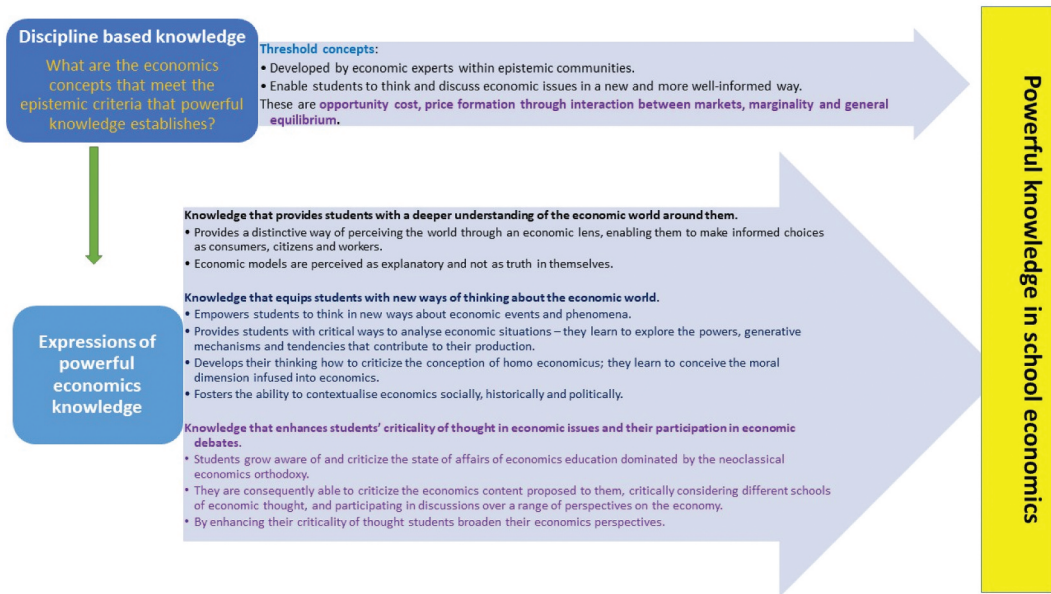 Discipline based knowledge
What are the economics
concepts that meet the
epistemic criteria that powerful
knowledge establishes?
Threshold concepts:
• Developed by economic experts within epistemic communities.
• Enable students to think and discuss economic issues in a new and more well-informed way.
These are opportunity cost, price formation through interaction between markets, marginality and general
equilibrium.
Expressions of
powerful
economics
knowledge
Knowledge that provides students with a deeper understanding of the economic world around them.
• Provides a distinctive way of perceiving the world through an economic lens, enabling them to make informed choices
as consumers, citizens and workers.
• Economic models are perceived as explanatory and not as truth in themselves.
Knowledge that equips students with new ways of thinking about the economic world.
• Empowers students to think in new ways about economic events and phenomena.
• Provides students with critical ways to analyse economic situations – they learn to explore the powers, generative
mechanisms and tendencies that contribute to their production.
• Develops their thinking how to criticize the conception of homo economicus; they learn to conceive the moral
dimension infused into economics.
• Fosters the ability to contextualise economics socially, historically and politically.
Knowledge that enhances students' criticality of thought in economic issues and their participation in economic
debates.
• Students grow aware of and criticize the state of affairs of economics education dominated by the neoclassical
economics orthodoxy.
• They are consequently able to criticize the economics content proposed to them, critically considering different schools
of economic thought, and participating in discussions over a range of perspectives on the economy.
• By enhancing their criticality of thought students broaden their economics perspectives.
Powerful knowledge in school economics